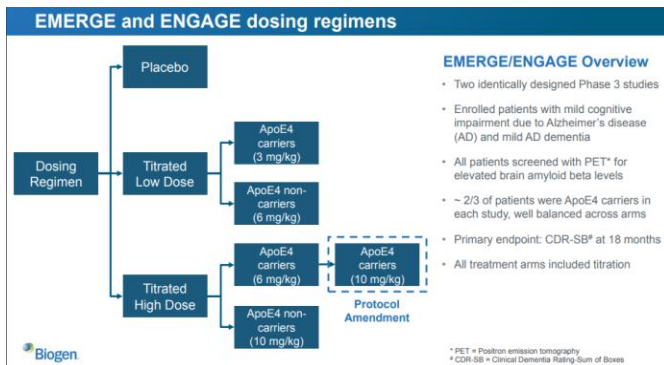 EMERGE and ENGAGE dosing regimens
Placebo
Dosing
Regimen
Titrated
Low Dose
ApoE4
carriers
(3 mg/kg)
ApoE4 non-
carriers
(6 mg/kg)
Titrated
High Dose
ApoE4
carriers
(6 mg/kg)
ApoE4
carriers
(10 mg/kg)
Protocol
Amendment
ApoE4 non-
carriers
(10 mg/kg)
EMERGE/ENGAGE Overview
• Two identically designed Phase 3 studies
• Enrolled patients with mild cognitive
impairment due to Alzheimer's disease
(AD) and mild AD dementia
• All patients screened with PET* for
elevated brain amyloid beta levels
• ~ 2/3 of patients were ApoE4 carriers in
each study, well balanced across arms
• Primary endpoint: CDR-SB# at 18 months
• All treatment arms included titration
Biogen
* PET = Positron emission tomography
# CDR-SB = Clinical Dementia Rating-Sum of Boxes